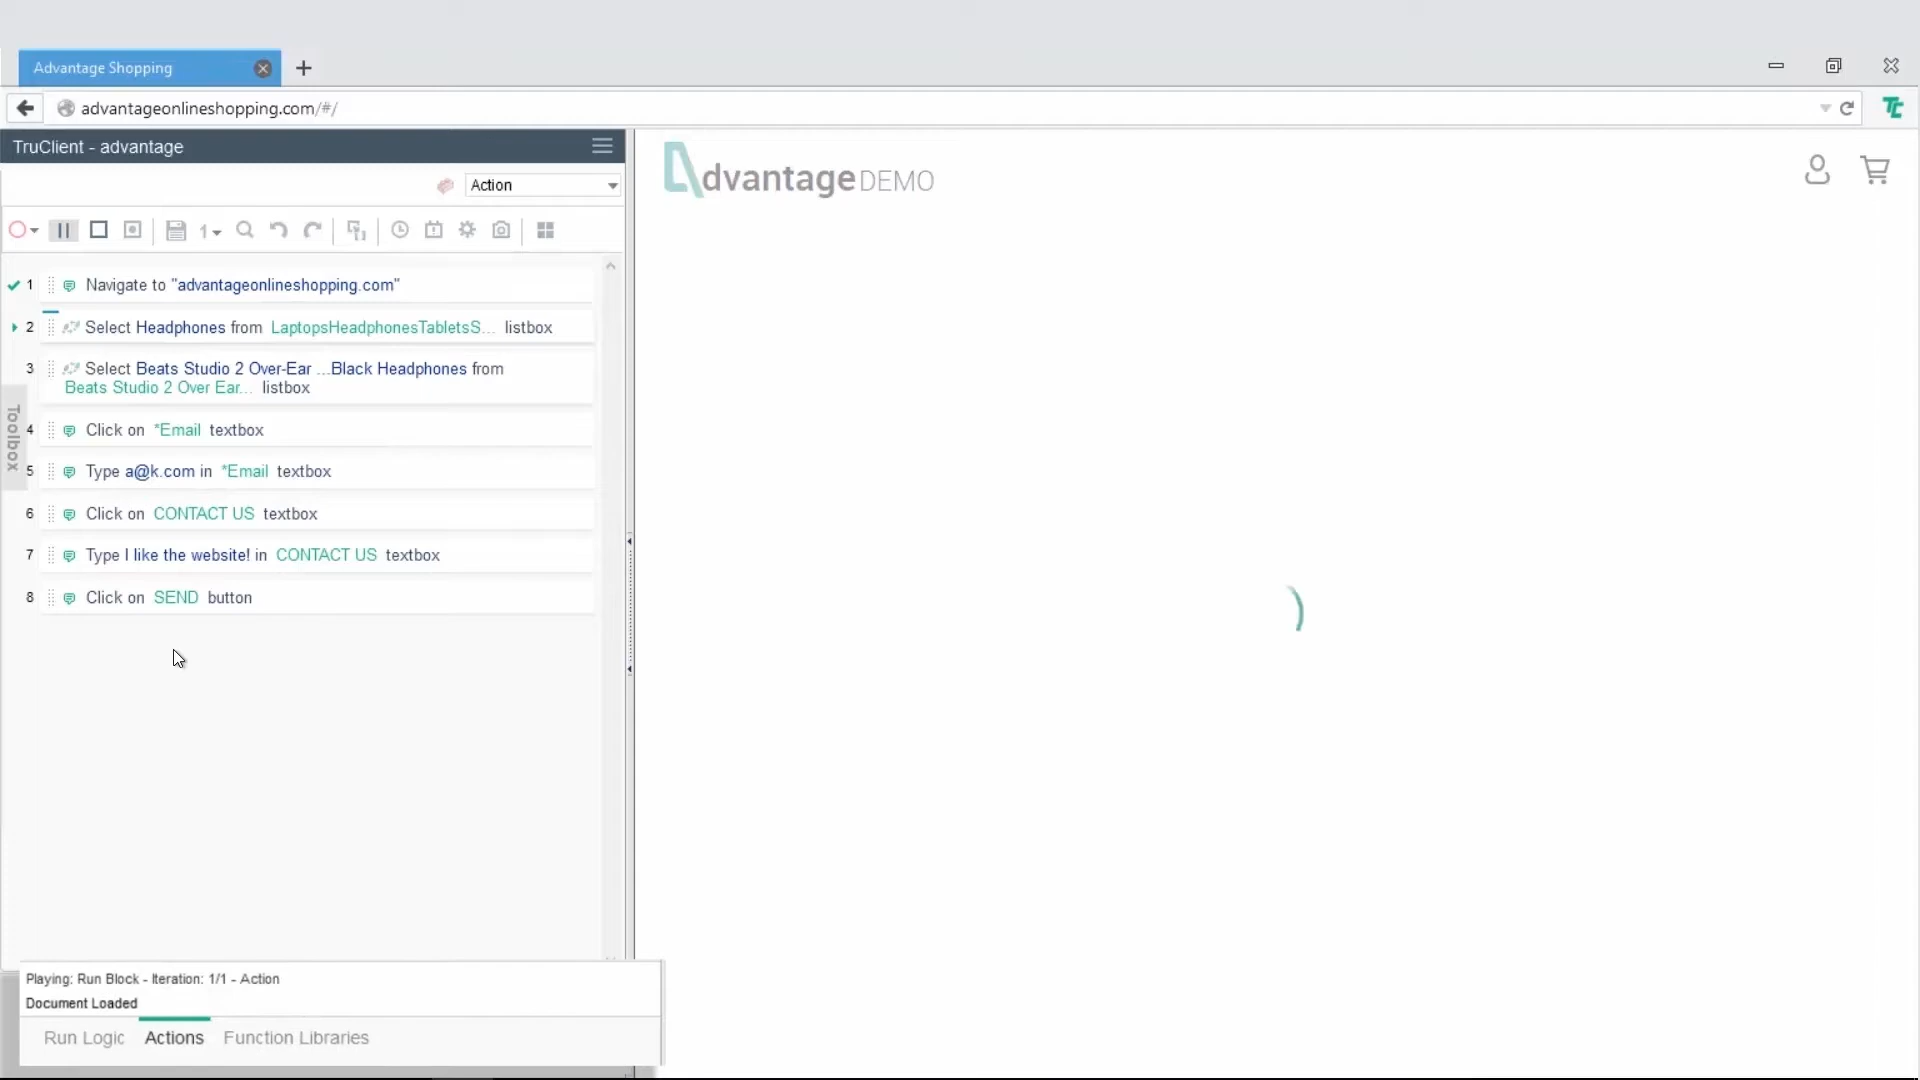 Advantage Shopping
advantageonlineshopping.com/#/
TruClient - advantage
Action
1
1 Navigate to "advantageonlineshopping.com"
2 Select Headphones from LaptopsHeadphonesTabletsS... listbox
3 Select Beats Studio 2 Over-Ear ...Black Headphones from
Beats Studio 2 Over Ear... listbox
4 Click on *Email textbox
5 Type a@k.com in *Email textbox
6 Click on CONTACT US textbox
7 Type I like the website! in CONTACT US textbox
8 Click on SEND button
Toolbox
Playing: Run Block - Iteration: 1/1 - Action
Document Loaded
Run Logic Actions Function Libraries
Advantage DEMO
TC